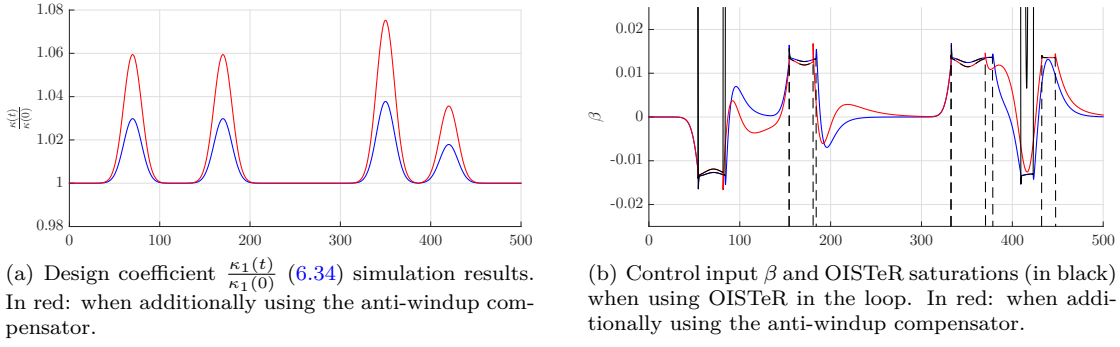 1.08
1.06
1.04
1.02
1
0.98
κ(t)/κ(0)
0 100 200 300 400 500
(a) Design coefficient κ₁(t)/κ₁(0) (6.34) simulation results.
In red: when additionally using the anti-windup com-
pensator.
0.02
0.01
0
-0.01
-0.02
β
0 100 200 300 400 500
(b) Control input β and OISTeR saturations (in black)
when using OISTeR in the loop. In red: when addi-
tionally using the anti-windup compensator.